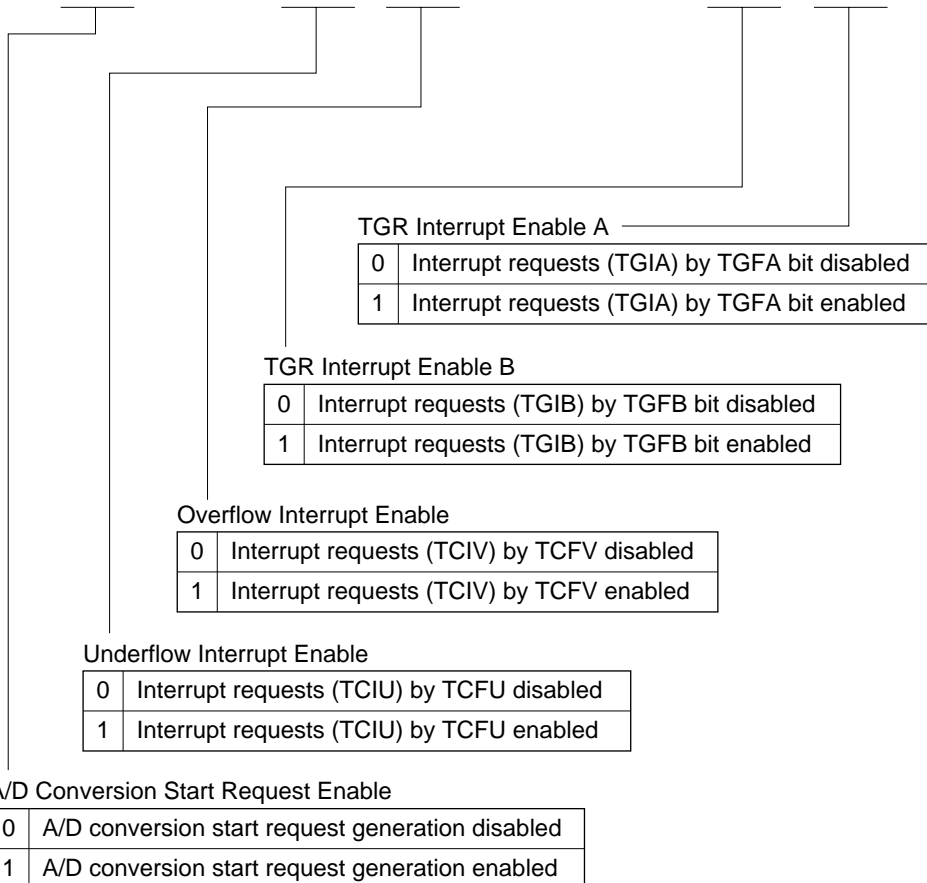 TGR Interrupt Enable A
0 Interrupt requests (TGIA) by TGFA bit disabled
1 Interrupt requests (TGIA) by TGFA bit enabled
TGR Interrupt Enable B
0 Interrupt requests (TGIB) by TGFB bit disabled
1 Interrupt requests (TGIB) by TGFB bit enabled
Overflow Interrupt Enable
0 Interrupt requests (TCIV) by TCFV disabled
1 Interrupt requests (TCIV) by TCFV enabled
Underflow Interrupt Enable
0 Interrupt requests (TCIU) by TCFU disabled
1 Interrupt requests (TCIU) by TCFU enabled
A/D Conversion Start Request Enable
0 A/D conversion start request generation disabled
1 A/D conversion start request generation enabled